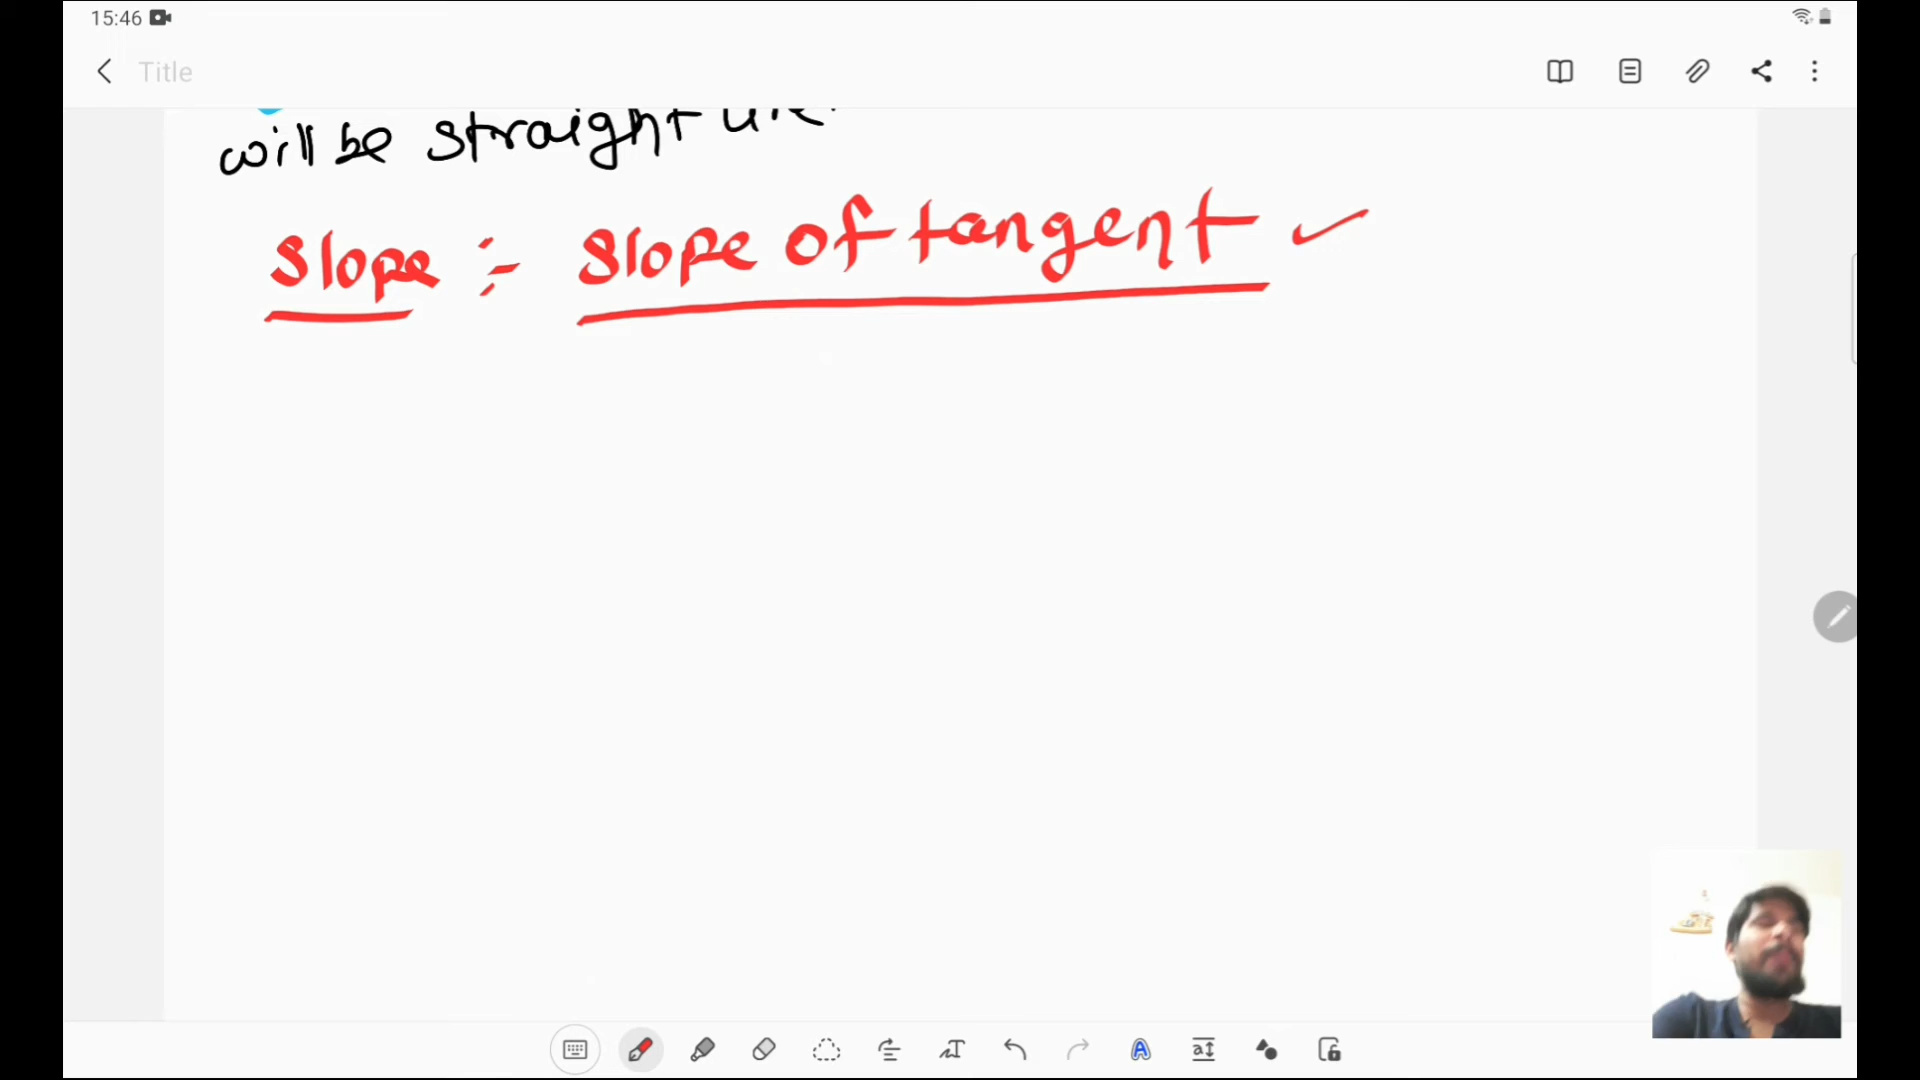 15:46
Title
will be straight
Slope :- Slope of tangent ✓
A